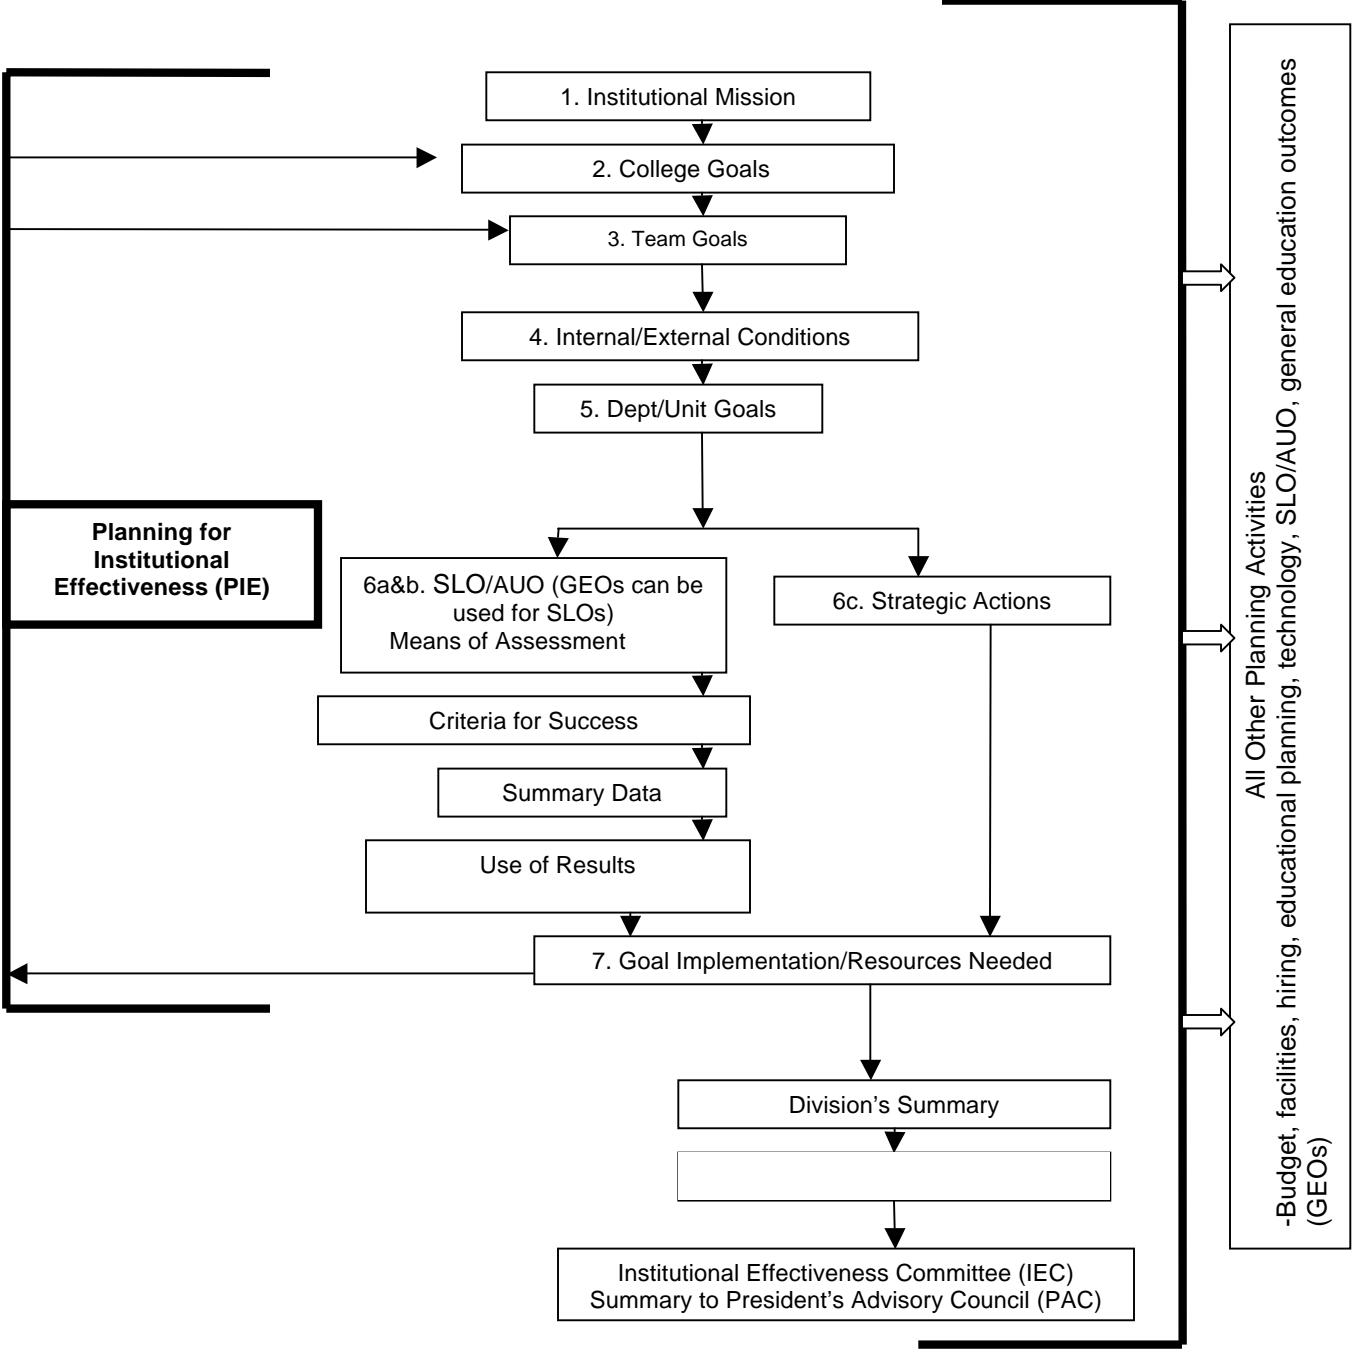 1. Institutional Mission
2. College Goals
3. Team Goals
4. Internal/External Conditions
5. Dept/Unit Goals
Planning for
Institutional
Effectiveness (PIE)
6a&b. SLO/AUO (GEOs can be
used for SLOs)
Means of Assessment
6c. Strategic Actions
Criteria for Success
Summary Data
Use of Results
7. Goal Implementation/Resources Needed
Division’s Summary
Institutional Effectiveness Committee (IEC)
Summary to President’s Advisory Council (PAC)
All Other Planning Activities
-Budget, facilities, hiring, educational planning, technology, SLO/AUO, general education outcomes
(GEOs)